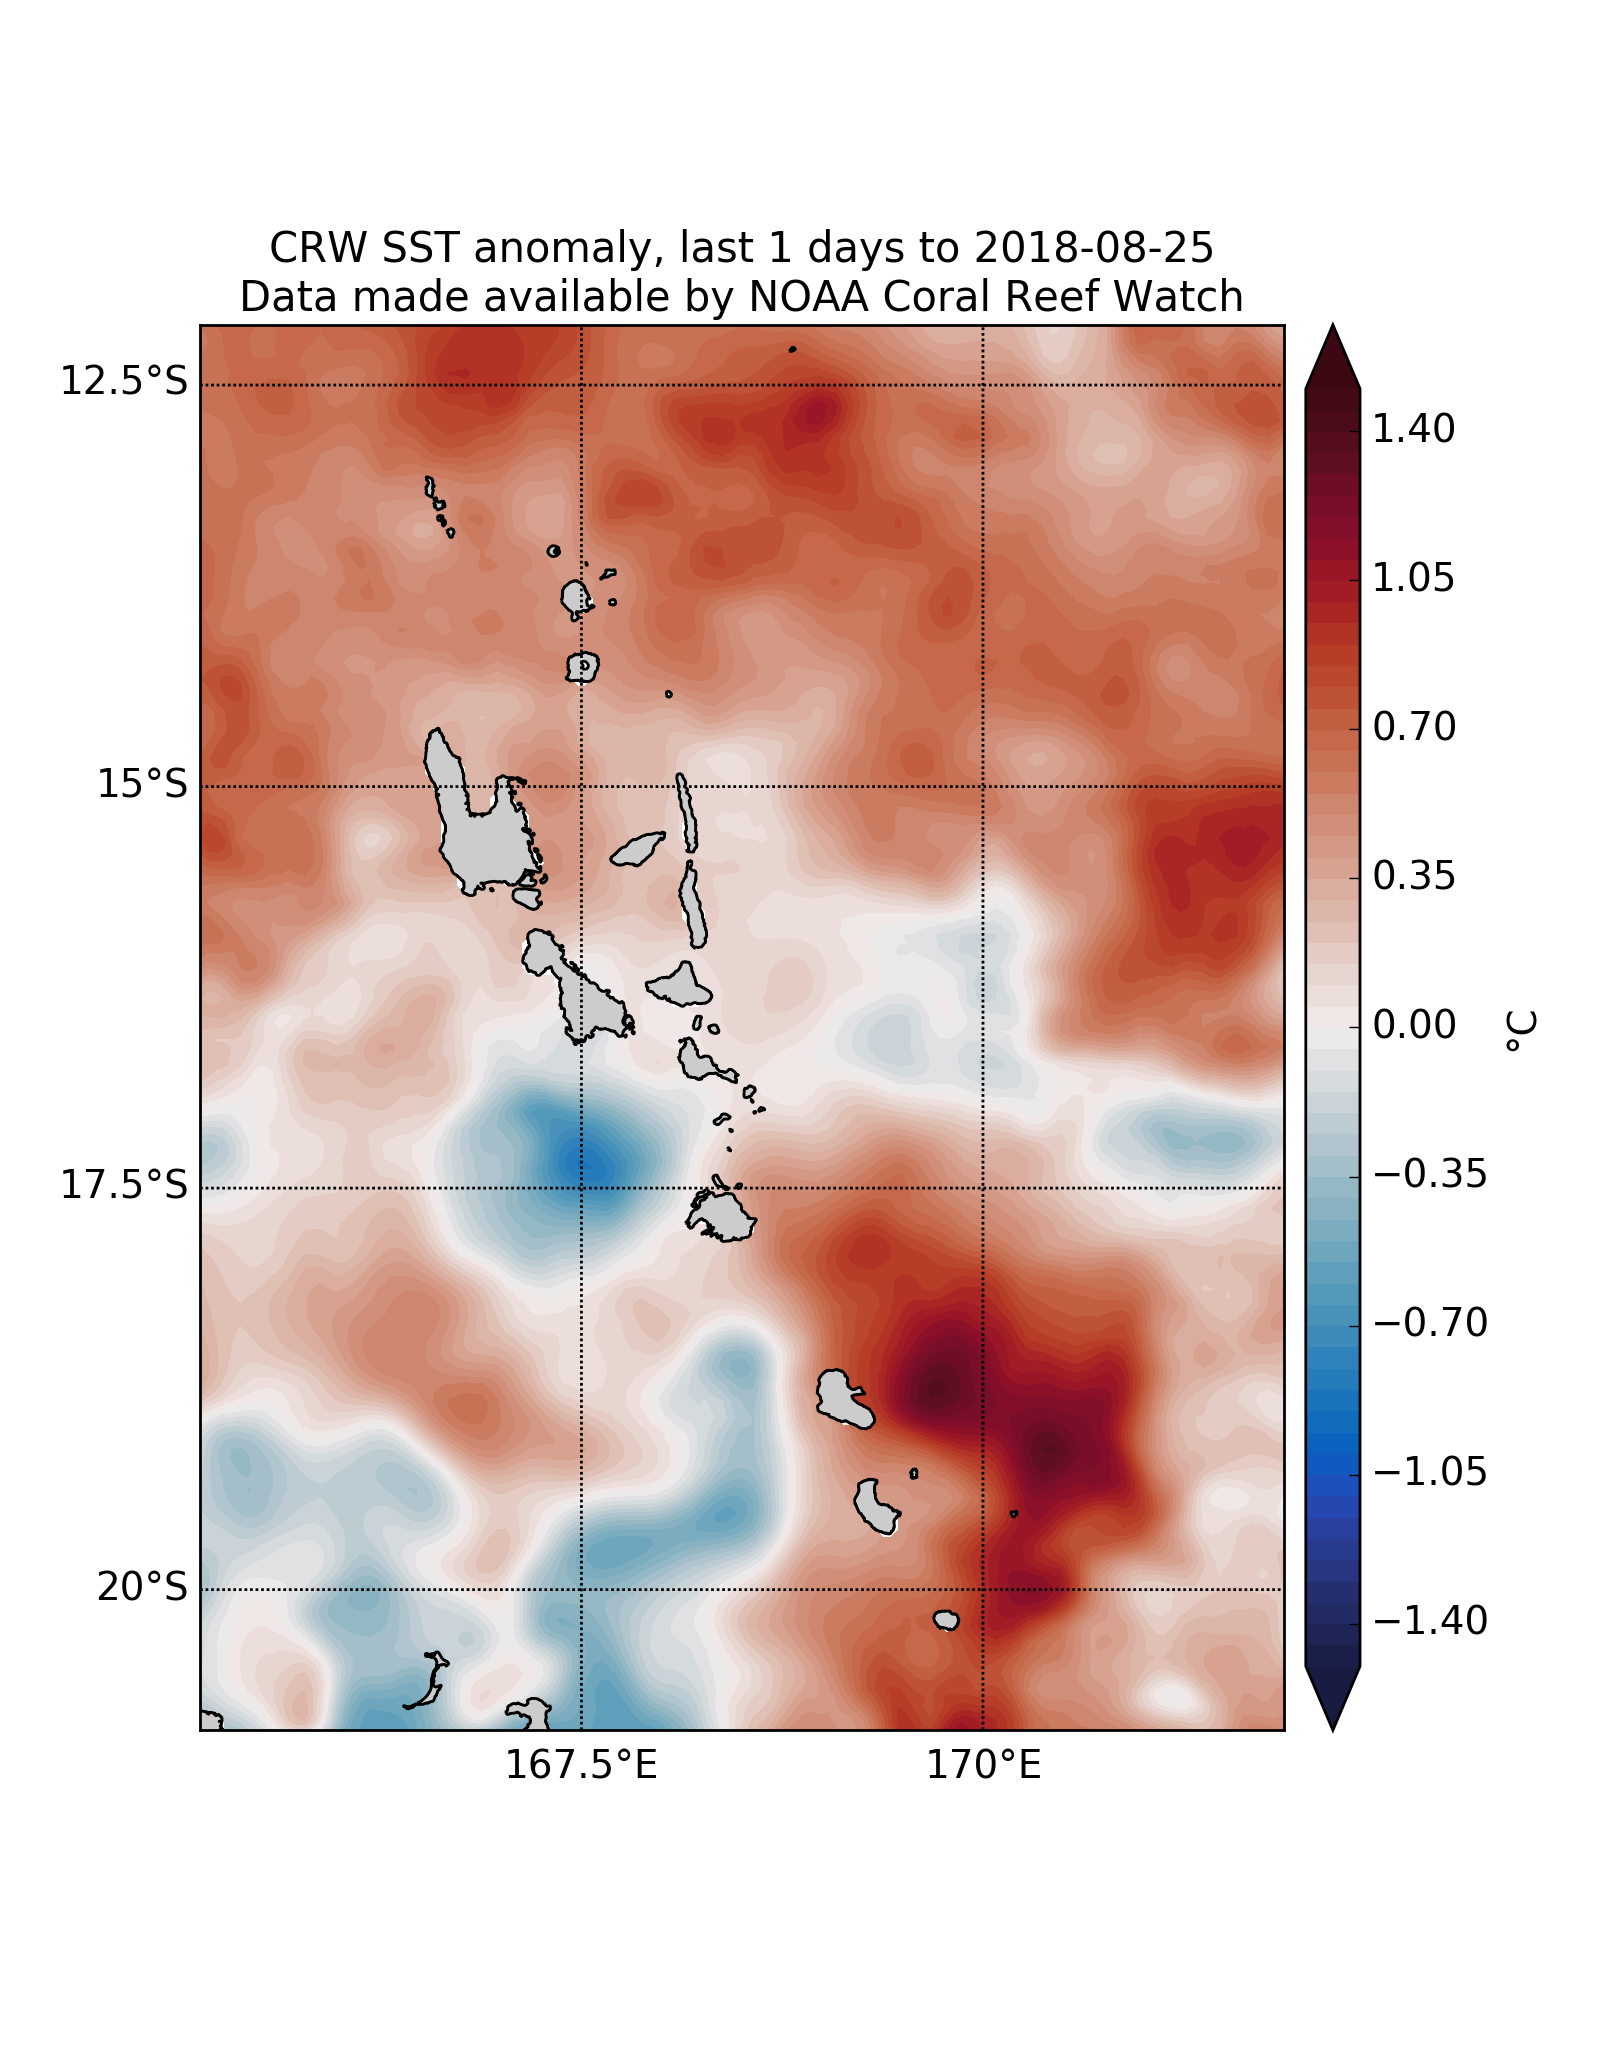 CRW SST anomaly, last 1 days to 2018-08-25
Data made available by NOAA Coral Reef Watch
12.5°S
15°S
17.5°S
20°S
167.5°E
170°E
1.40
1.05
0.70
0.35
0.00
−0.35
−0.70
−1.05
−1.40
°C